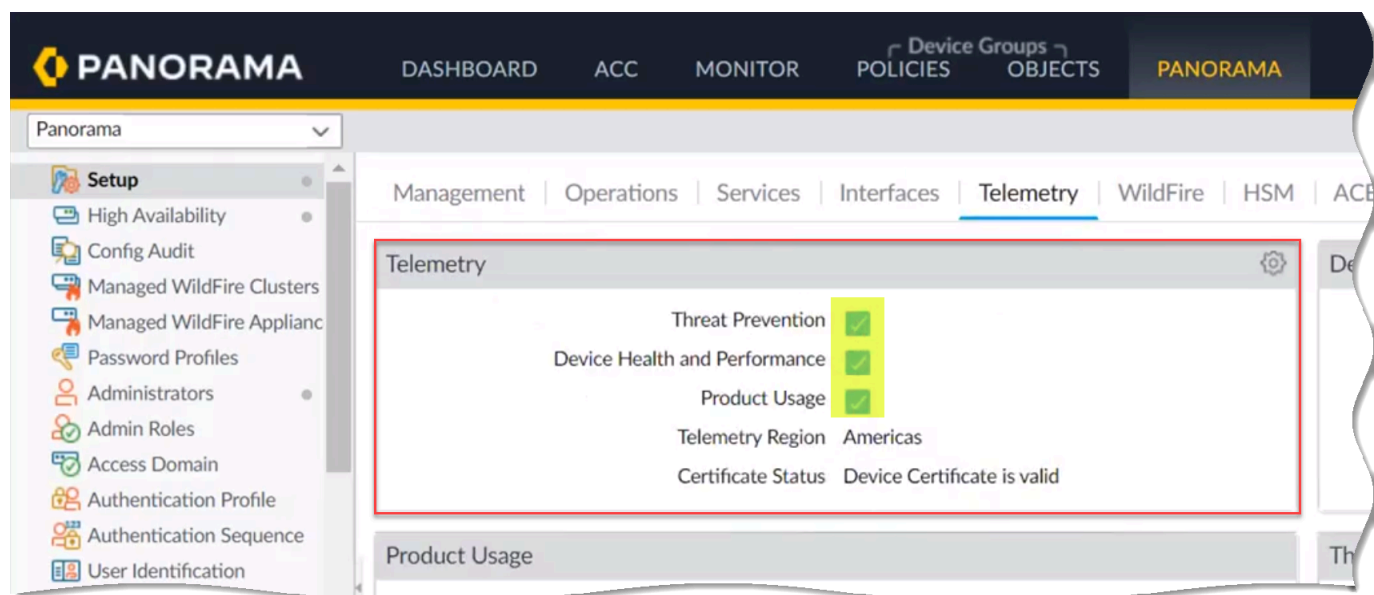 PANORAMA
DASHBOARD ACC MONITOR Device Groups POLICIES OBJECTS PANORAMA
Panorama
Setup
High Availability
Config Audit
Managed WildFire Clusters
Managed WildFire Applianc
Password Profiles
Administrators
Admin Roles
Access Domain
Authentication Profile
Authentication Sequence
User Identification
Management Operations Services Interfaces Telemetry WildFire HSM ACE
Telemetry
Threat Prevention
Device Health and Performance
Product Usage
Telemetry Region Americas
Certificate Status Device Certificate is valid
Product Usage
De
Th